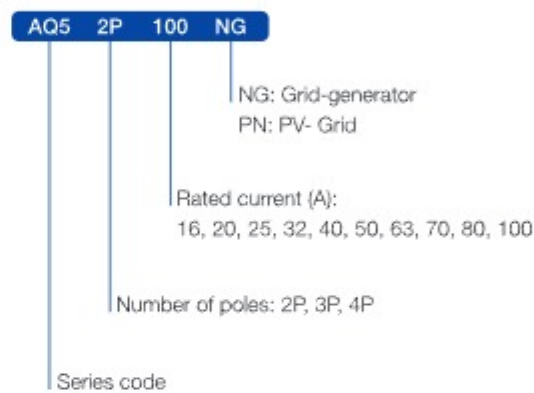 AQ5 2P 100 NG
NG: Grid-generator
PN: PV- Grid
Rated current (A):
16, 20, 25, 32, 40, 50, 63, 70, 80, 100
Number of poles: 2P, 3P, 4P
Series code